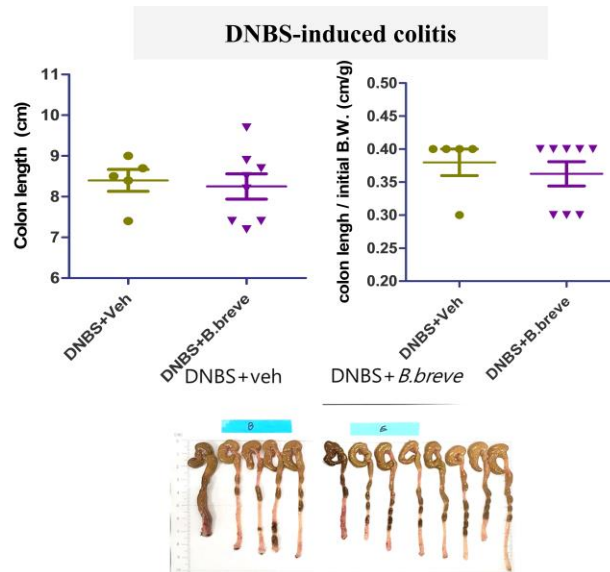 DNBS-induced colitis
Colon length (cm)
11
10
9
8
7
6
DNBS+Veh
DNBS+B.breve
colon lengh / initial B.W. (cm/g)
0.50
0.45
0.40
0.35
0.30
0.25
0.20
DNBS+Veh
DNBS+B.breve
DNBS+veh
DNBS+B.breve
B